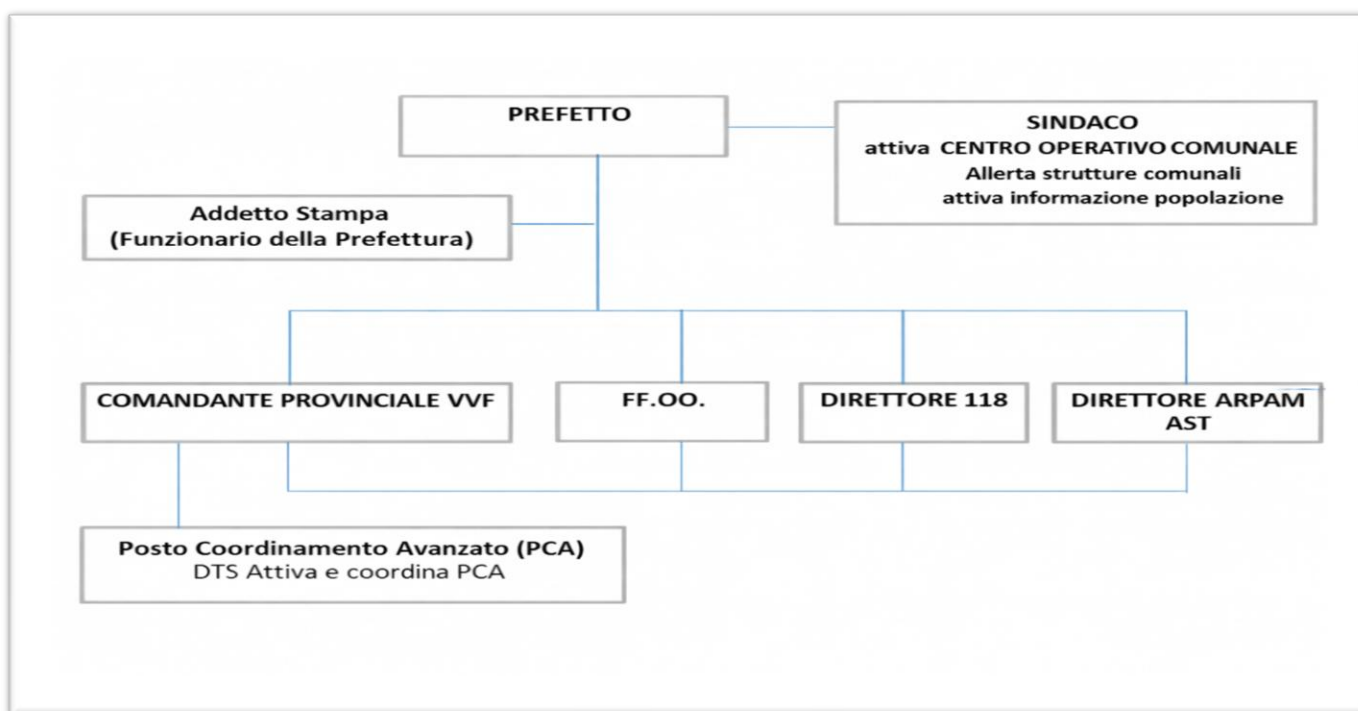 PREFETTO
SINDACO
attiva CENTRO OPERATIVO COMUNALE
Allerta strutture comunali
attiva informazione popolazione
Addetto Stampa
(Funzionario della Prefettura)
COMANDANTE PROVINCIALE VVF
FF.OO.
DIRETTORE 118
DIRETTORE ARPAM
AST
Posto Coordinamento Avanzato (PCA)
DTS Attiva e coordina PCA